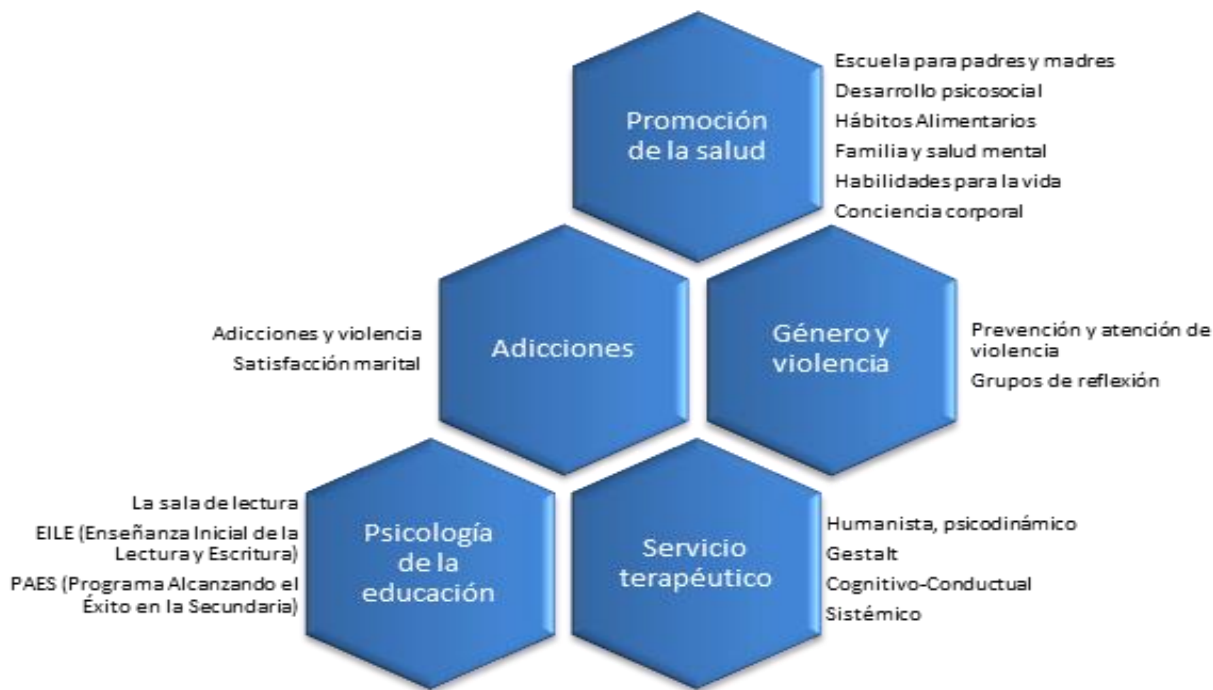 Promoción
de la salud
Escuela para padres y madres
Desarrollo psicosocial
Hábitos Alimentarios
Familia y salud mental
Habilidades para la vida
Conciencia corporal
Adicciones y violencia
Satisfacción marital
Adicciones
Género y
violencia
Prevención y atención de
violencia
Grupos de reflexión
La sala de lectura
EILE (Enseñanza Inicial de la
Lectura y Escritura)
PAES (Programa Alcanzando el
Éxito en la Secundaria)
Psicología
de la
educación
Servicio
terapéutico
Humanista, psicodinámico
Gestalt
Cognitivo-Conductual
Sistémico